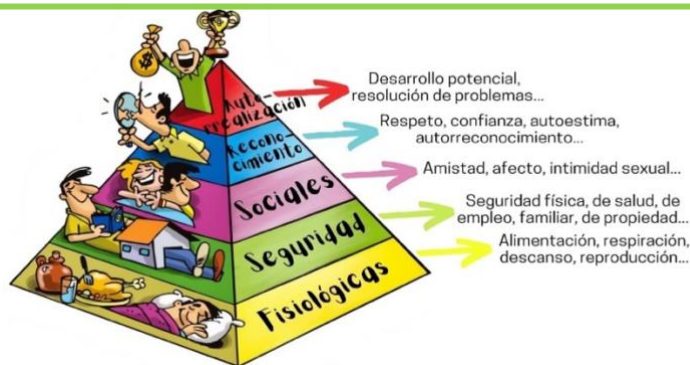 Auto-
rrealización
Desarrollo potencial,
resolución de problemas...
Recono-
cimiento
Respeto, confianza, autoestima,
autorreconocimiento...
Sociales
Amistad, afecto, intimidad sexual...
Seguridad
Seguridad física, de salud, de
empleo, familiar, de propiedad...
Fisiológicas
Alimentación, respiración,
descanso, reproducción...